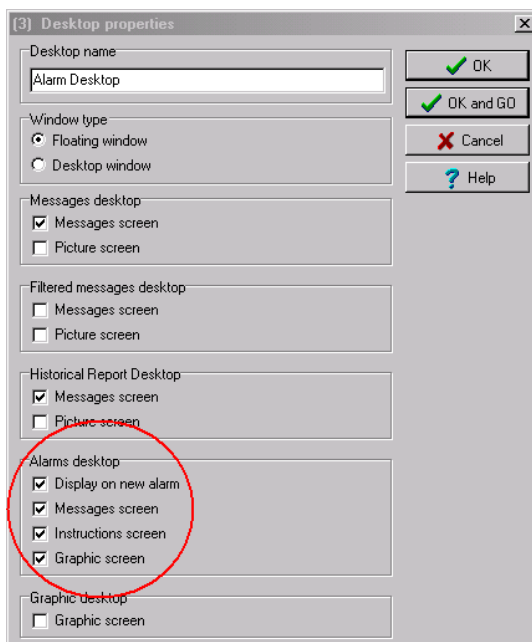 (3) Desktop properties
Desktop name
Alarm Desktop
OK
OK and GO
Cancel
Help
Window type
Floating window
Desktop window
Messages desktop
Messages screen
Picture screen
Filtered messages desktop
Messages screen
Picture screen
Historical Report Desktop
Messages screen
Picture screen
Alarms desktop
Display on new alarm
Messages screen
Instructions screen
Graphic screen
Graphic desktop
Graphic screen